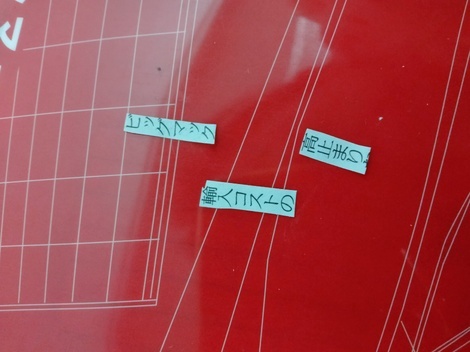 ビッグマック
輸入コストの
高止まり